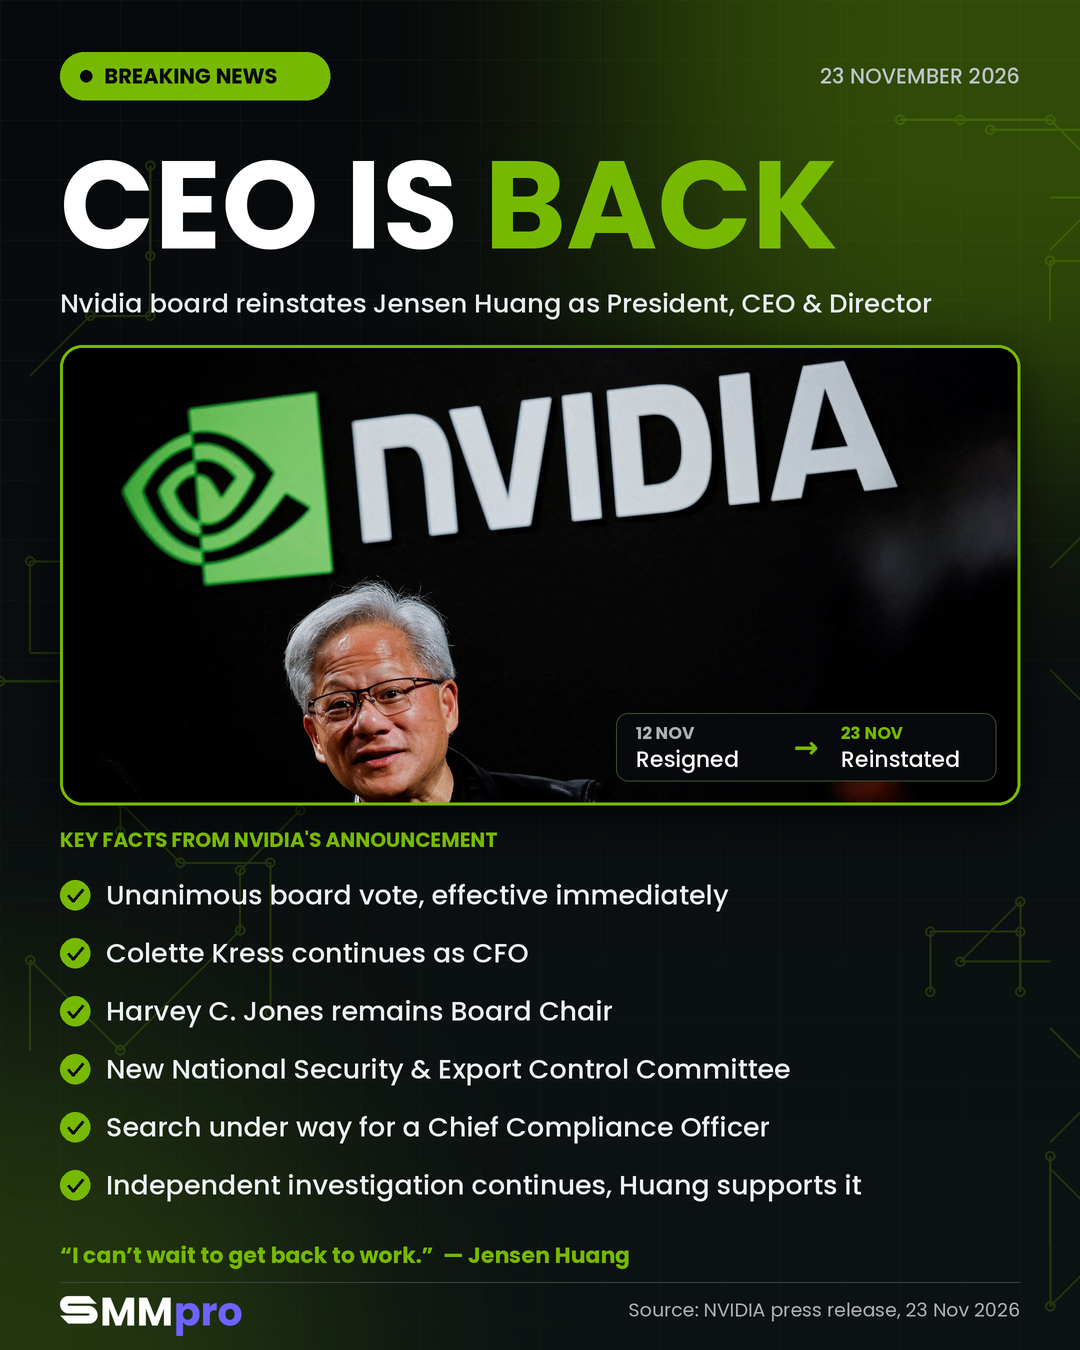 BREAKING NEWS
23 NOVEMBER 2026
CEO IS BACK
Nvidia board reinstates Jensen Huang as President, CEO & Director
nVIDIA
12 NOV
Resigned
→
23 NOV
Reinstated
KEY FACTS FROM NVIDIA'S ANNOUNCEMENT
Unanimous board vote, effective immediately
Colette Kress continues as CFO
Harvey C. Jones remains Board Chair
New National Security & Export Control Committee
Search under way for a Chief Compliance Officer
Independent investigation continues, Huang supports it
“I can’t wait to get back to work.” — Jensen Huang
SMMpro
Source: NVIDIA press release, 23 Nov 2026